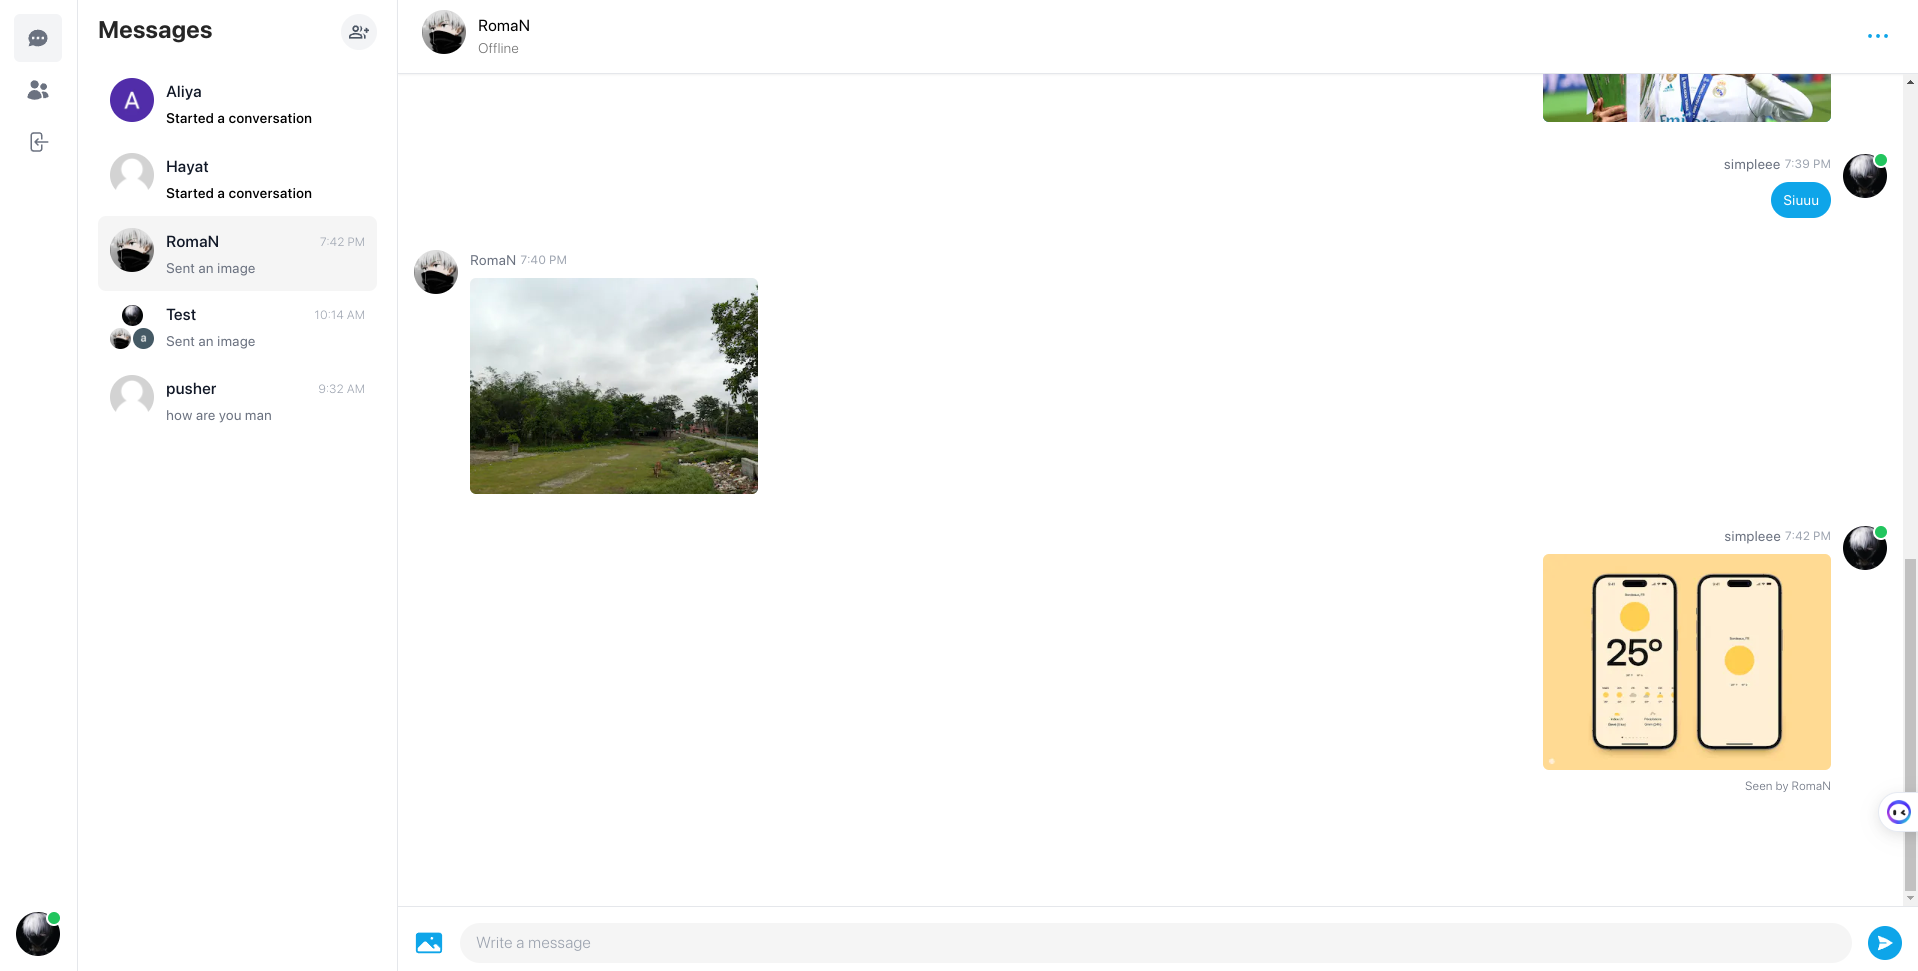 Messages
A
Aliya
Started a conversation
Hayat
Started a conversation
RomaN
7:42 PM
Sent an image
Test
10:14 AM
a
Sent an image
pusher
9:32 AM
how are you man
RomaN
Offline
simpleee 7:39 PM
Siuuu
RomaN 7:40 PM
simpleee 7:42 PM
25°
Seen by RomaN
Write a message